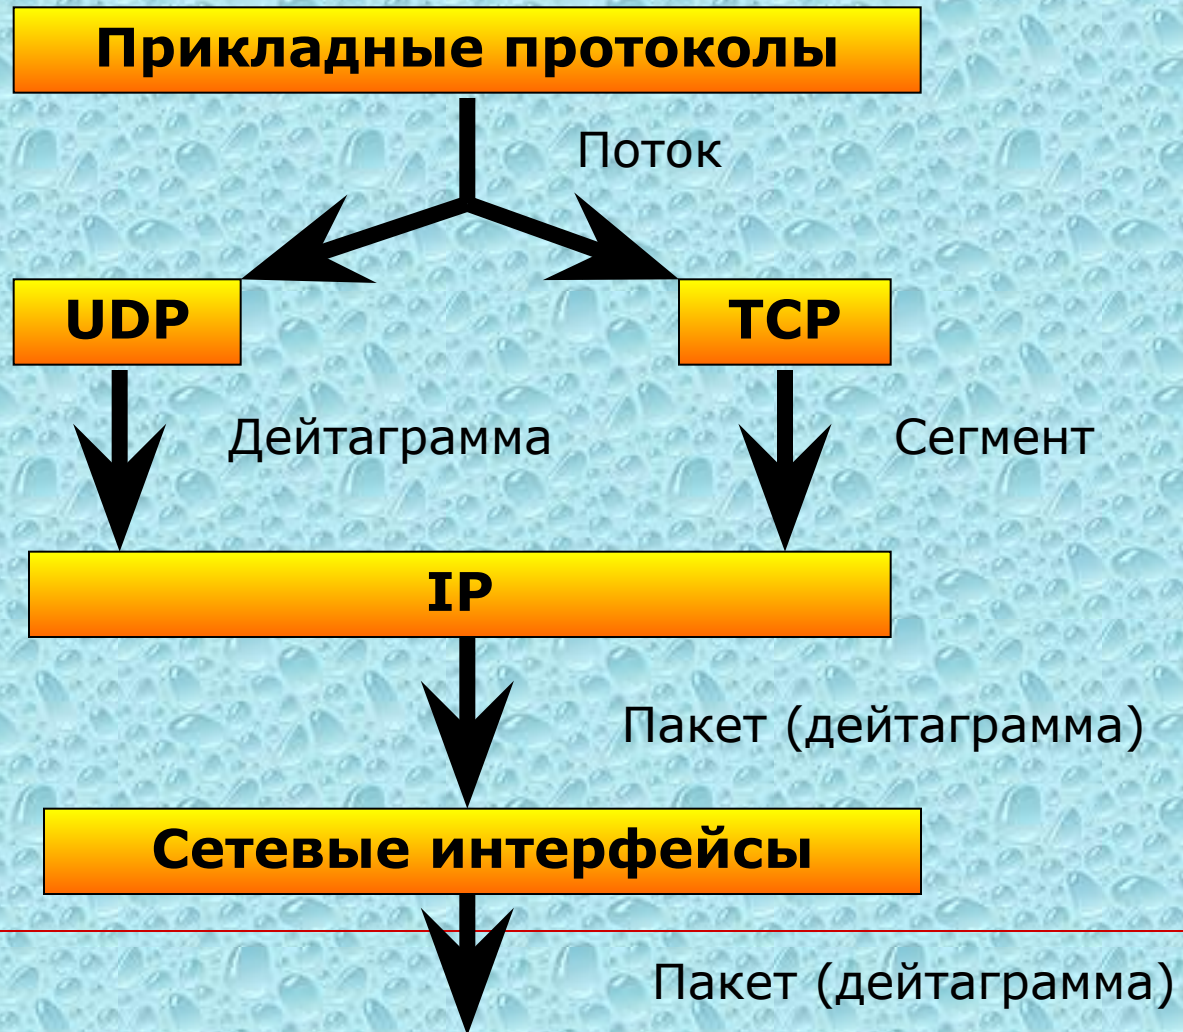 Прикладные протоколы
Поток
UDP
TCP
Дейтаграмма
Сегмент
IP
Пакет (дейтаграмма)
Сетевые интерфейсы
Пакет (дейтаграмма)